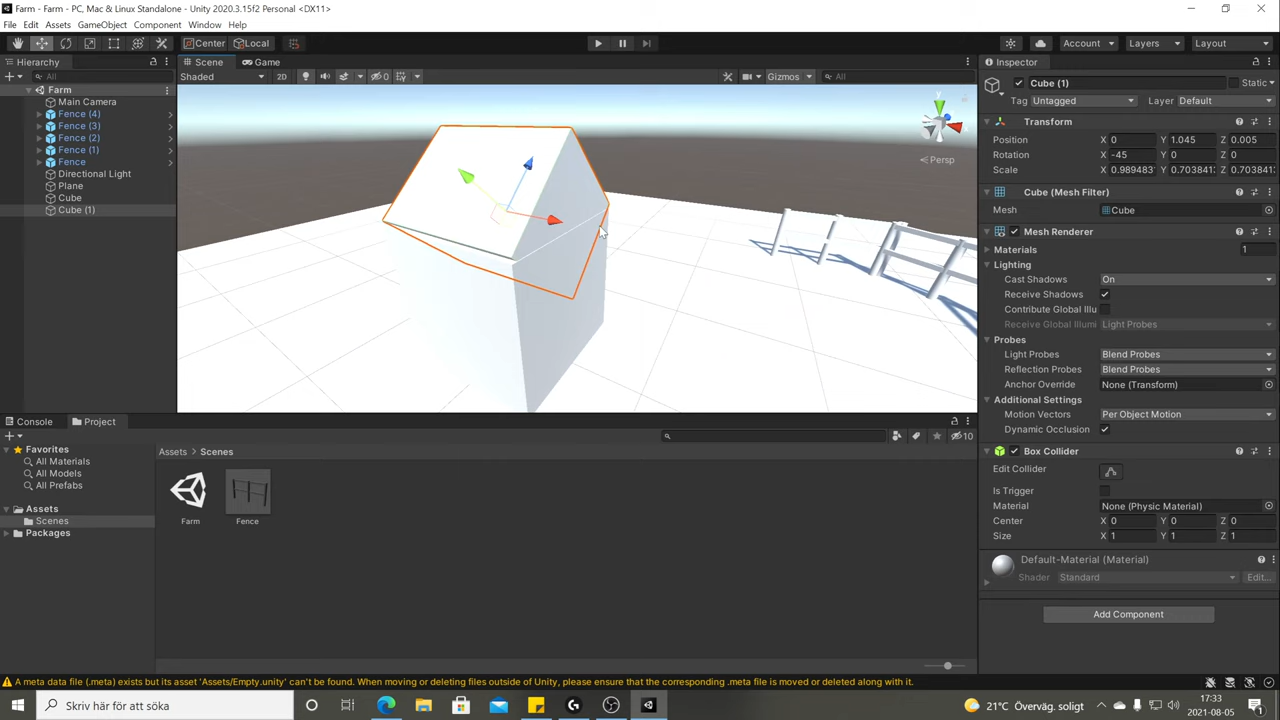 Farm - Farm - PC, Mac & Linux Standalone - Unity 2020.3.15f2 Personal <DX11>
File Edit Assets GameObject Component Window Help
Center Local Account Layers Layout
Hierarchy Scene Game Inspector
All Shaded 2D 0 Gizmos All
Cube (1) Static
Tag Untagged Layer Default
Farm
Main Camera
Fence (4)
Fence (3)
Fence (2)
Fence (1)
Fence
Directional Light
Plane
Cube
Cube (1)
y
Persp
Transform
Position X 0 Y 1.045 Z 0.005
Rotation X -45 Y 0 Z 0
Scale X 0.989483 Y 0.703841 Z 0.703841
Cube (Mesh Filter)
Mesh Cube
Mesh Renderer
Materials 1
Lighting
Cast Shadows On
Receive Shadows
Contribute Global Illu
Receive Global Illumi Light Probes
Probes
Light Probes Blend Probes
Reflection Probes Blend Probes
Anchor Override None (Transform)
Additional Settings
Motion Vectors Per Object Motion
Dynamic Occlusion
Box Collider
Edit Collider
Is Trigger
Material None (Physic Material)
Center X 0 Y 0 Z 0
Size X 1 Y 1 Z 1
Default-Material (Material)
Shader Standard Edit...
Add Component
Console Project
10
Favorites
All Materials
All Models
All Prefabs
Assets
Scenes
Packages
Assets > Scenes
Farm Fence
A meta data file (.meta) exists but its asset 'Assets/Empty.unity' can't be found. When moving or deleting files outside of Unity, please ensure that the corresponding .meta file is moved or deleted along with it.
Skriv här för att söka
21°C Överväg. soligt
17:33
2021-08-05
1